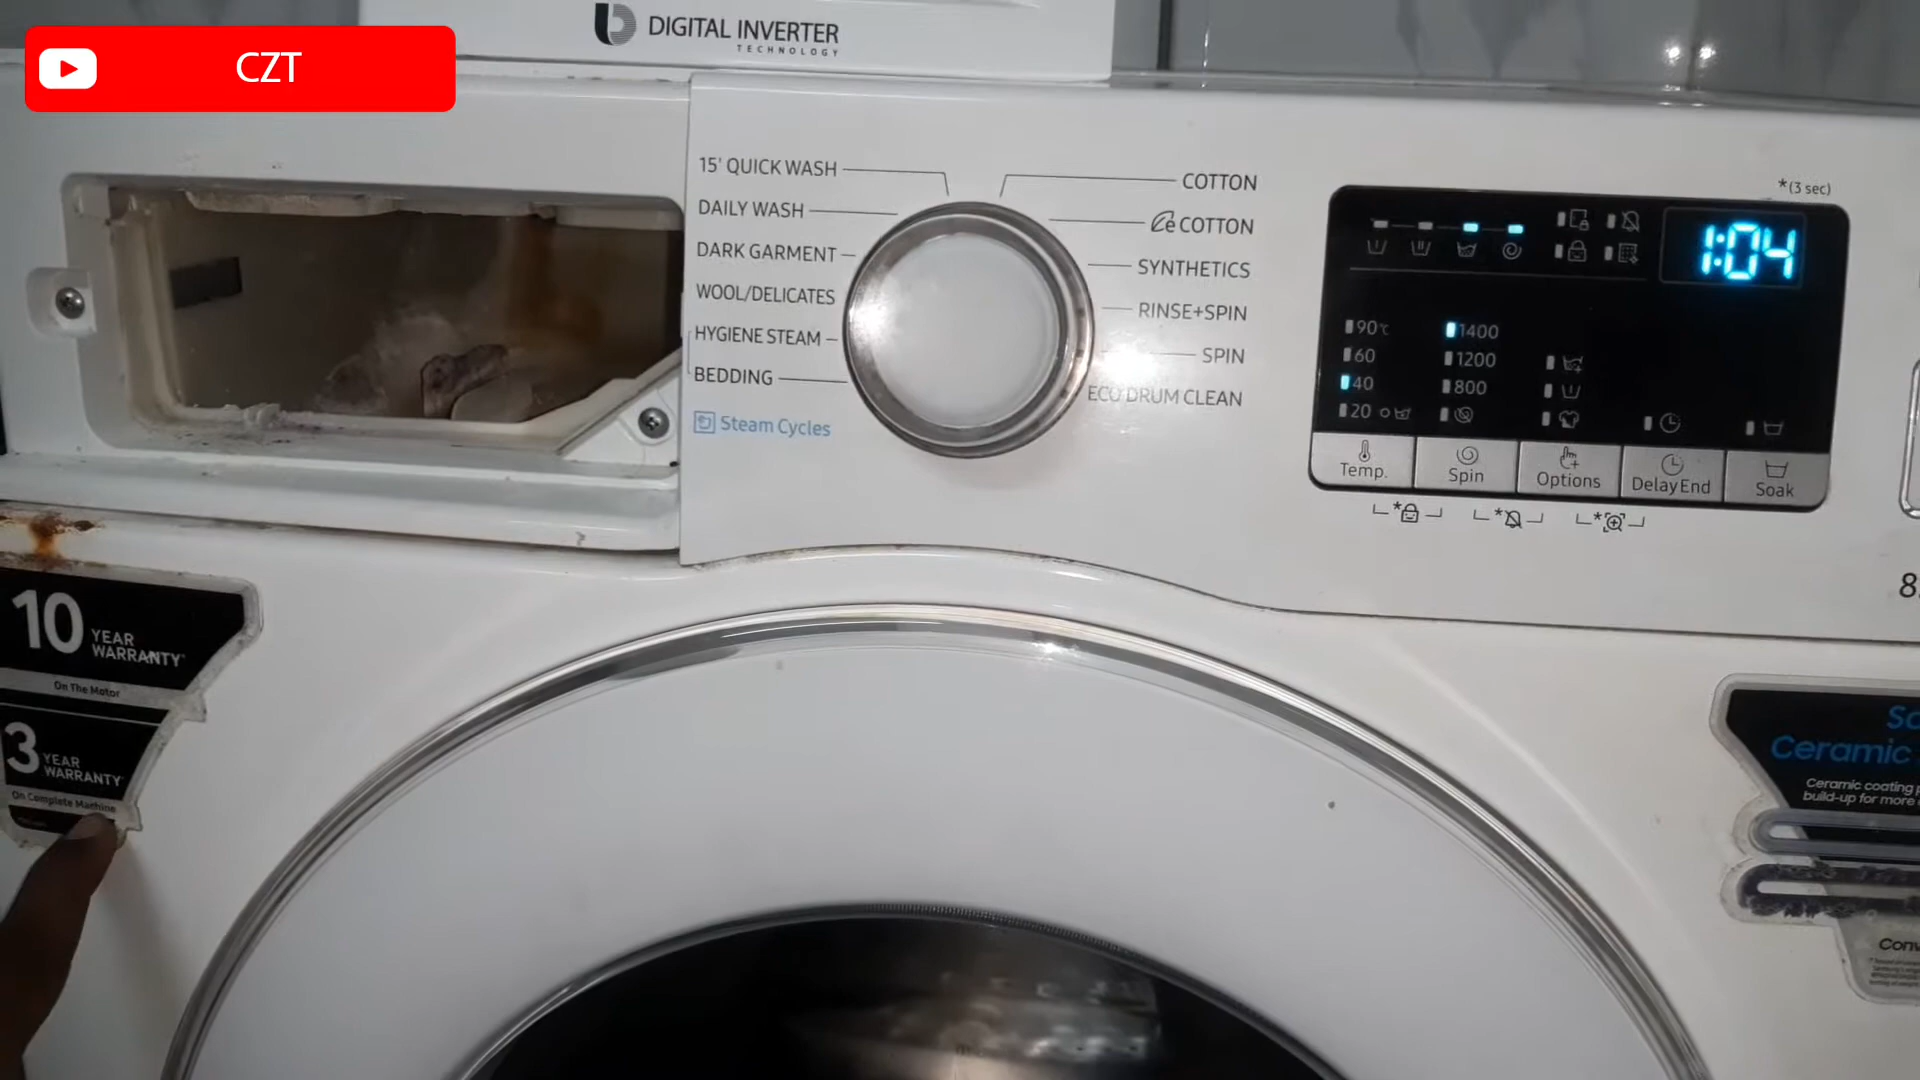 CZT
DIGITAL INVERTER
TECHNOLOGY
15' QUICK WASH
DAILY WASH
DARK GARMENT
WOOL/DELICATES
HYGIENE STEAM
BEDDING
Steam Cycles
COTTON
COTTON
SYNTHETICS
RINSE+SPIN
SPIN
ECO DRUM CLEAN
*(3 sec)
1:04
90℃ 1400
60 1200
40 800
20
Temp. Spin Options Delay End Soak
8
10 YEAR WARRANTY*
On The Motor
3 YEAR WARRANTY*
On Complete Machine
Ceramic
Ceramic coating p
build-up for more
Conv